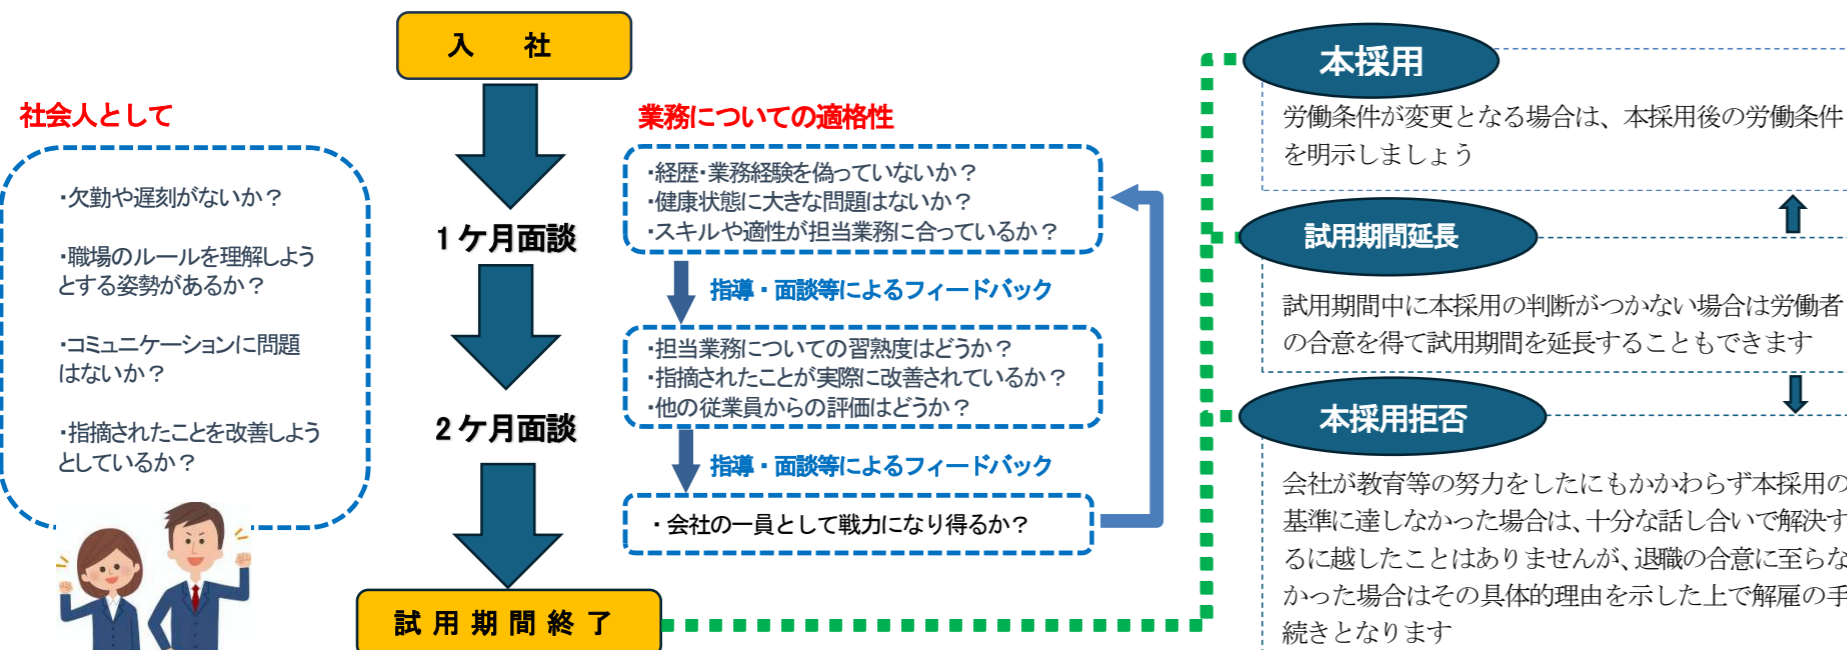 入 社
社会人として
・欠勤や遅刻がないか？
・職場のルールを理解しよう
とする姿勢があるか？
・コミュニケーションに問題
はないか？
・指摘されたことを改善しよう
としているか？
1ケ月面談
2ケ月面談
試用期間終了
業務についての適格性
・経歴・業務経験を偽っていないか？
・健康状態に大きな問題はないか？
・スキルや適性が担当業務に合っているか？
指導・面談等によるフィードバック
・担当業務についての習熟度はどうか？
・指摘されたことが実際に改善されているか？
・他の従業員からの評価はどうか？
指導・面談等によるフィードバック
・会社の一員として戦力になり得るか？
本採用
労働条件が変更となる場合は、本採用後の労働条件
を明示しましょう
試用期間延長
試用期間中に本採用の判断がつかない場合は労働者
の合意を得て試用期間を延長することもできます
本採用拒否
会社が教育等の努力をしたにもかかわらず本採用の
基準に達しなかった場合は、十分な話し合いで解決す
るに越したことはありませんが、退職の合意に至らな
かった場合はその具体的理由を示した上で解雇の手
続きとなります